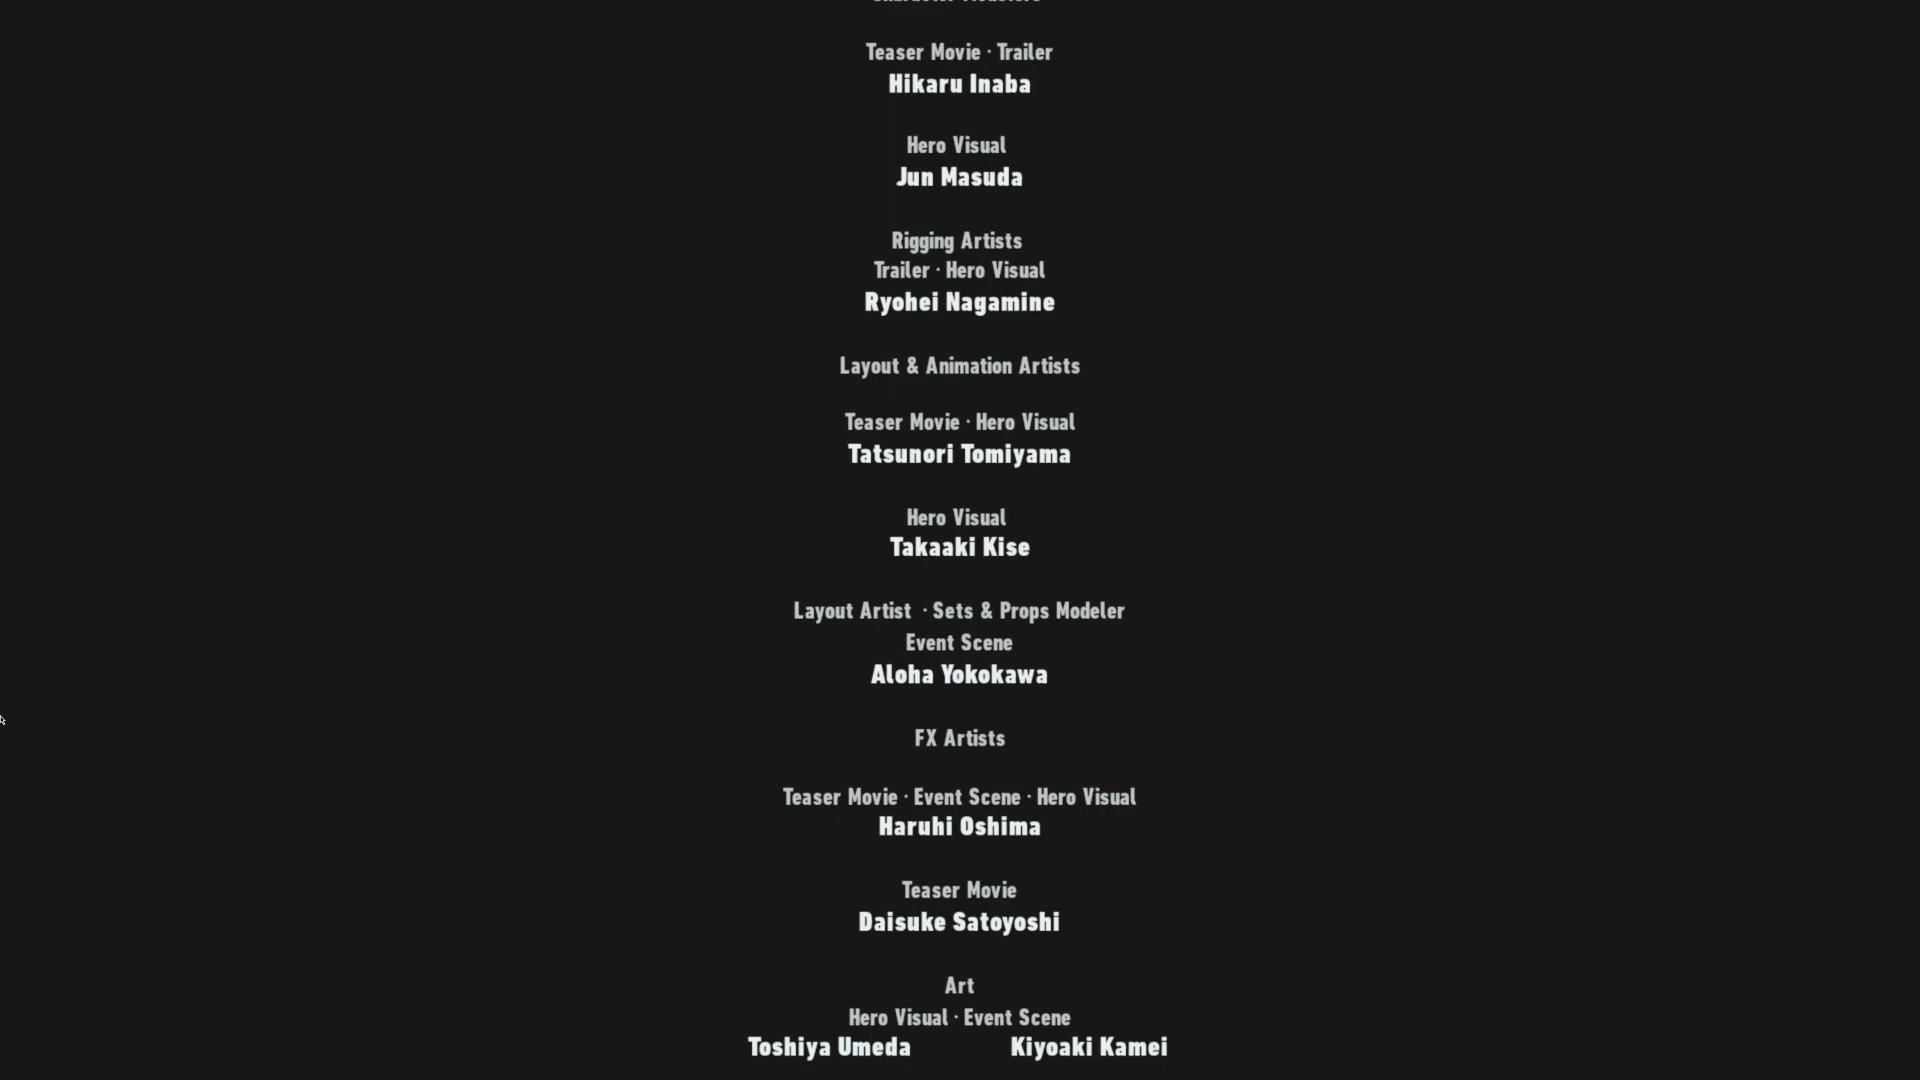 Teaser Movie · Trailer
Hikaru Inaba
Hero Visual
Jun Masuda
Rigging Artists
Trailer · Hero Visual
Ryohei Nagamine
Layout & Animation Artists
Teaser Movie · Hero Visual
Tatsunori Tomiyama
Hero Visual
Takaaki Kise
Layout Artist · Sets & Props Modeler
Event Scene
Aloha Yokokawa
FX Artists
Teaser Movie · Event Scene · Hero Visual
Haruhi Oshima
Teaser Movie
Daisuke Satoyoshi
Art
Hero Visual · Event Scene
Toshiya Umeda Kiyoaki Kamei